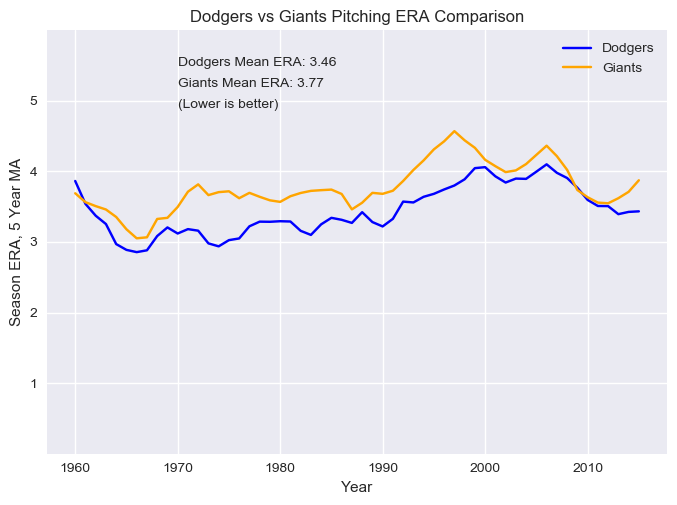 Dodgers vs Giants Pitching ERA Comparison
Dodgers Mean ERA: 3.46
Giants Mean ERA: 3.77
(Lower is better)
Dodgers
Giants
Season ERA, 5 Year MA
5
4
3
2
1
1960
1970
1980
1990
2000
2010
Year